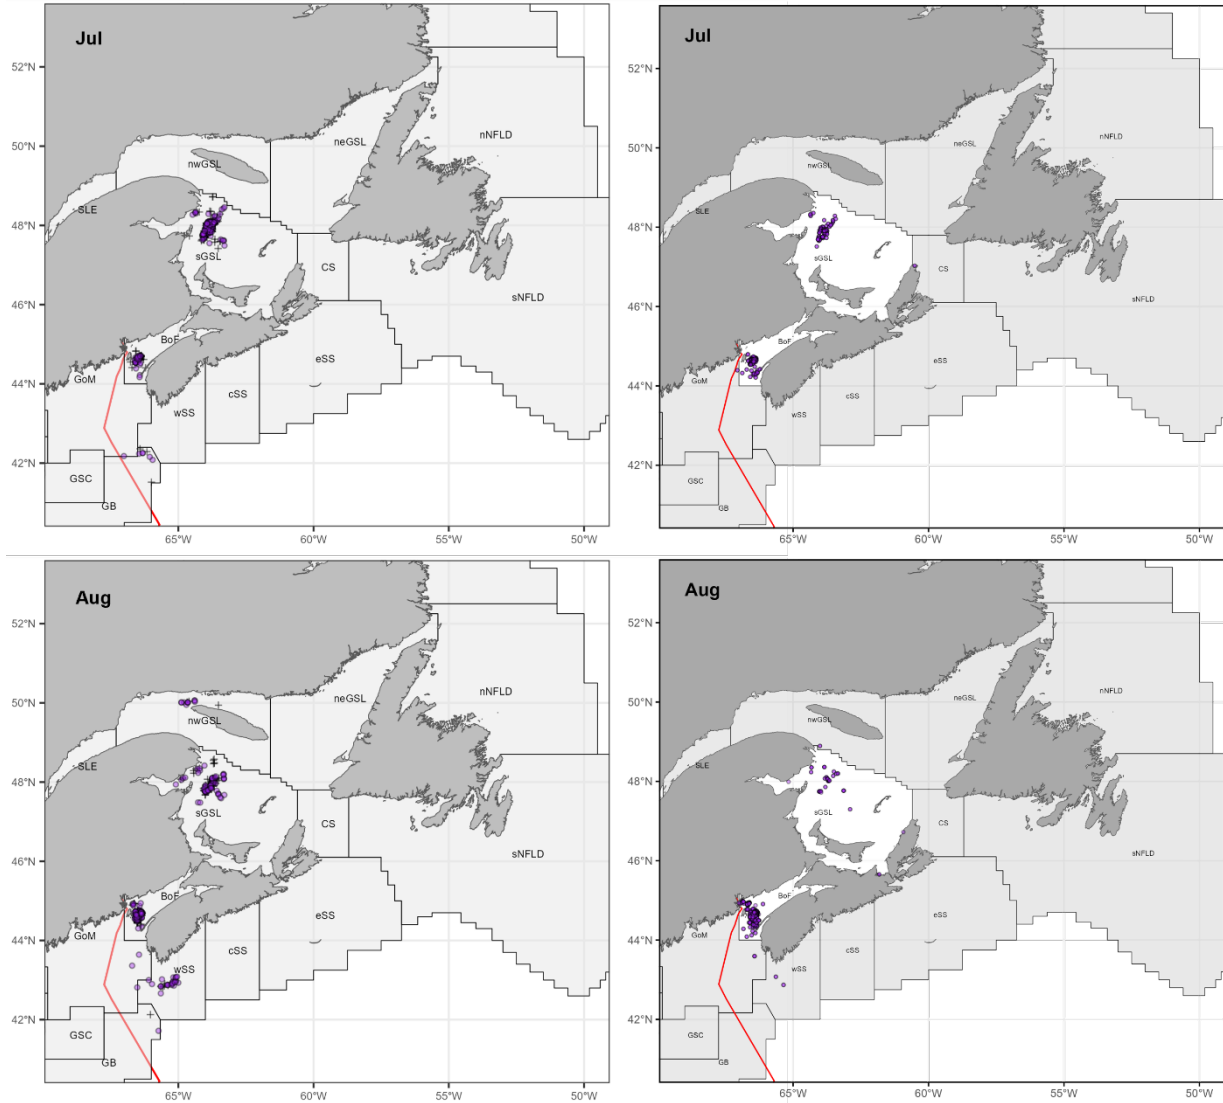 Jul
52°N
50°N
48°N
46°N
44°N
42°N
nNFLD
neGSL
nwGSL
SLE
sGSL
CS
sNFLD
BoF
eSS
GoM
cSS
wSS
GSC
GB
65°W
60°W
55°W
50°W
Jul
52°N
50°N
48°N
46°N
44°N
42°N
nNFLD
neGSL
nwGSL
SLE
sGSL
CS
sNFLD
BoF
eSS
GoM
cSS
wSS
GSC
GB
65°W
60°W
55°W
50°W
Aug
52°N
50°N
48°N
46°N
44°N
42°N
nNFLD
neGSL
nwGSL
SLE
sGSL
CS
sNFLD
BoF
eSS
GoM
cSS
wSS
GSC
GB
65°W
60°W
55°W
50°W
Aug
52°N
50°N
48°N
46°N
44°N
42°N
nNFLD
neGSL
nwGSL
SLE
sGSL
CS
sNFLD
BoF
eSS
GoM
cSS
wSS
GSC
GB
65°W
60°W
55°W
50°W